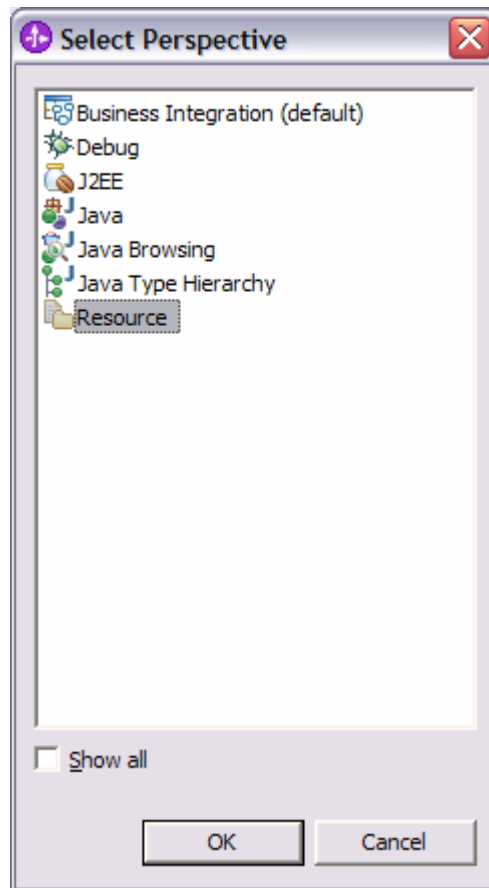 Select Perspective
Business Integration (default)
Debug
J2EE
Java
Java Browsing
Java Type Hierarchy
Resource
Show all
OK
Cancel